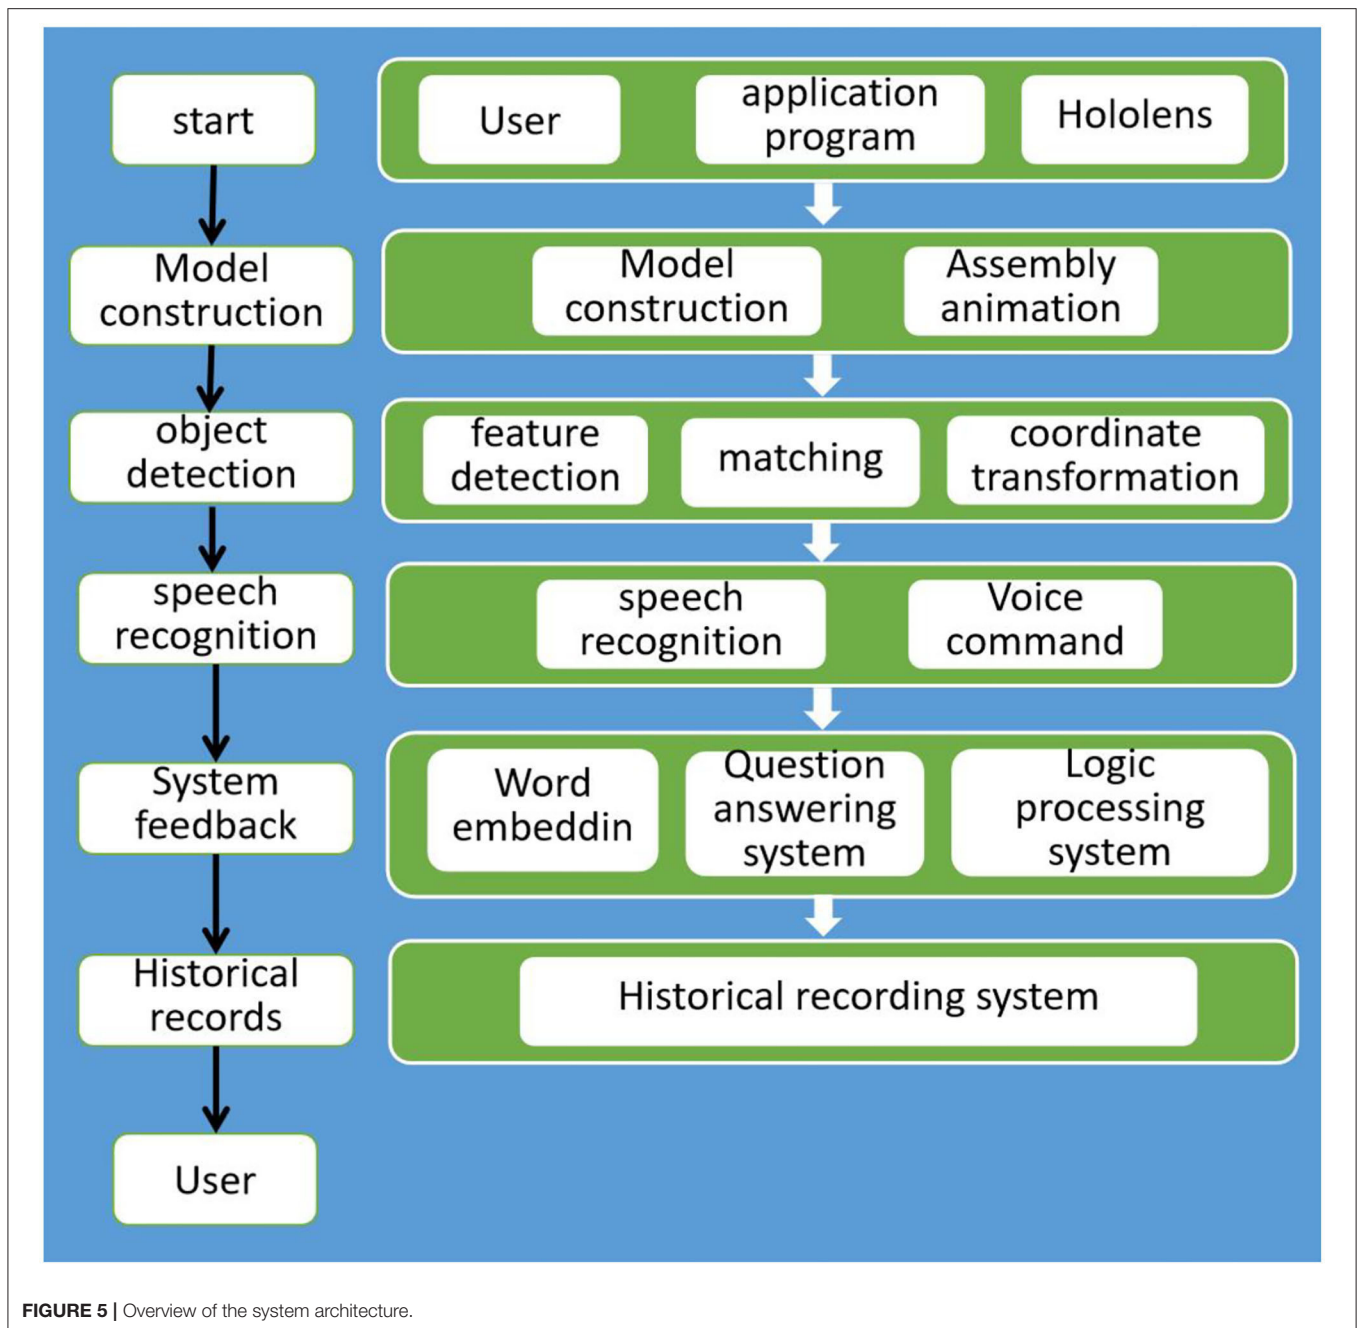 start
User
application
program
Hololens
Model
construction
Model
construction
Assembly
animation
object
detection
feature
detection
matching
coordinate
transformation
speech
recognition
speech
recognition
Voice
command
System
feedback
Word
embeddin
Question
answering
system
Logic
processing
system
Historical
records
Historical recording system
User
FIGURE 5 | Overview of the system architecture.